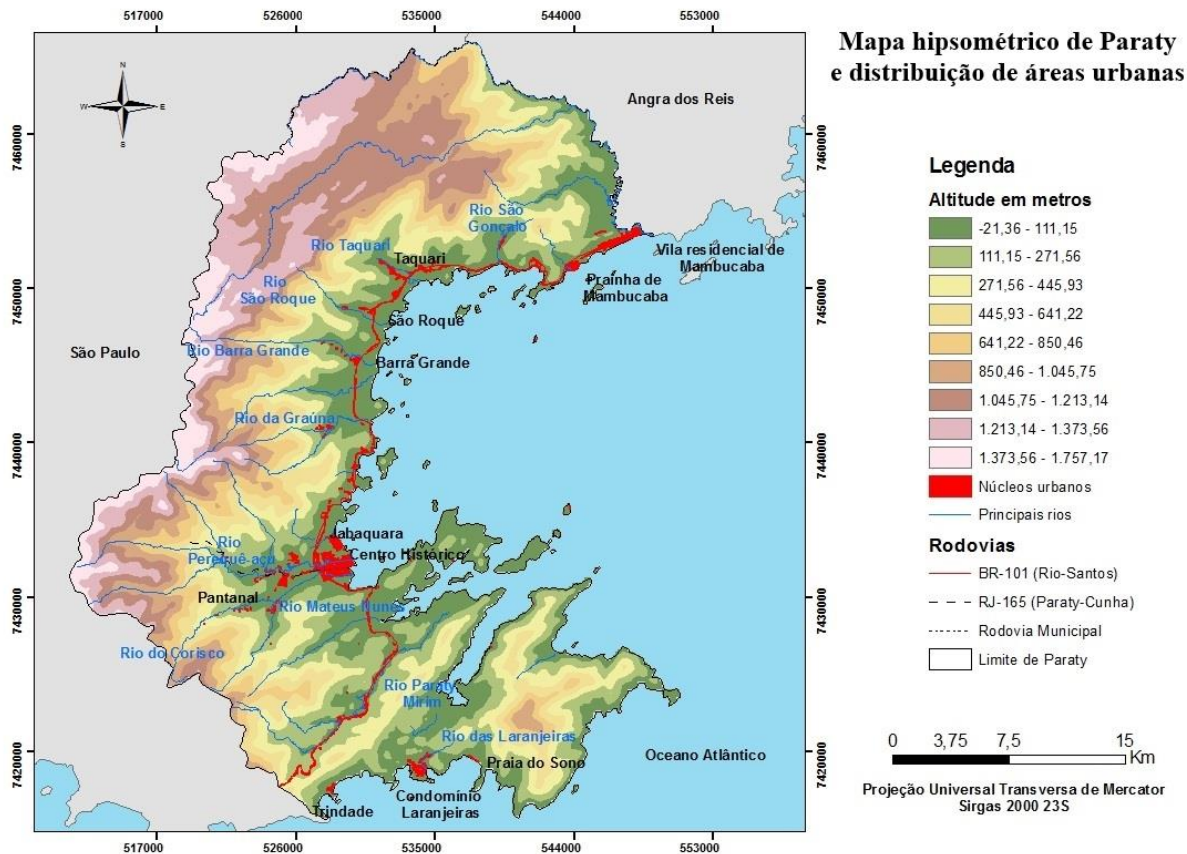 Mapa hipsométrico de Paraty
e distribuição de áreas urbanas
517000
526000
535000
544000
553000
7460000
7450000
7440000
7430000
7420000
N
W
E
S
Angra dos Reis
Rio São
Gonçalo
Rio Taquari
Taquari
Vila residencial de
Mambucaba
Praínha de
Mambucaba
Rio
São Roque
São Roque
São Paulo
Rio Barra Grande
Barra Grande
Rio da Graúna
Jabaquara
Rio
Perequê-açu
Centro Histórico
Pantanal
Rio Mateus Nunes
Rio do Corisco
Rio Paraty
Mirim
Rio das Laranjeiras
Oceano Atlântico
Praia do Sono
Condomínio
Laranjeiras
Trindade
7460000
7450000
7440000
7430000
7420000
517000
526000
535000
544000
553000
Legenda
Altitude em metros
-21,36 - 111,15
111,15 - 271,56
271,56 - 445,93
445,93 - 641,22
641,22 - 850,46
850,46 - 1.045,75
1.045,75 - 1.213,14
1.213,14 - 1.373,56
1.373,56 - 1.757,17
Núcleos urbanos
Principais rios
Rodovias
BR-101 (Rio-Santos)
RJ-165 (Paraty-Cunha)
Rodovia Municipal
Limite de Paraty
0 3,75 7,5 15
Km
Projeção Universal Transversa de Mercator
Sirgas 2000 23S